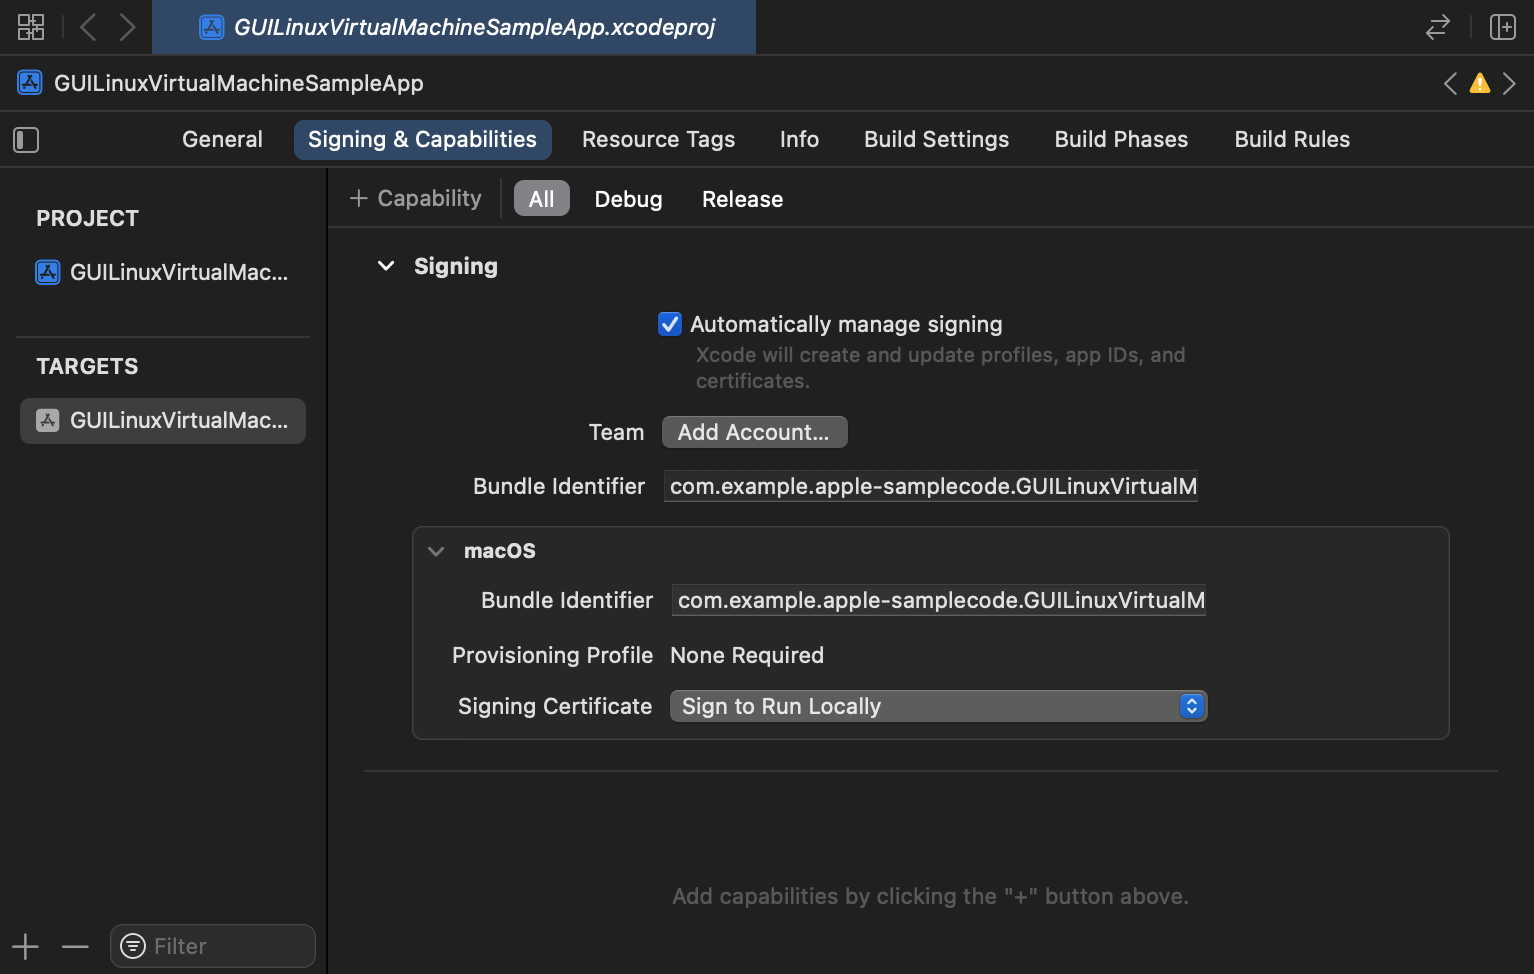 GUILinuxVirtualMachineSampleApp.xcodeproj
GUILinuxVirtualMachineSampleApp
General Signing & Capabilities Resource Tags Info Build Settings Build Phases Build Rules
PROJECT
GUILinuxVirtualMac...
TARGETS
GUILinuxVirtualMac...
Filter
+ Capability All Debug Release
Signing
Automatically manage signing
Xcode will create and update profiles, app IDs, and
certificates.
Team Add Account...
Bundle Identifier com.example.apple-samplecode.GUILinuxVirtualM
macOS
Bundle Identifier com.example.apple-samplecode.GUILinuxVirtualM
Provisioning Profile None Required
Signing Certificate Sign to Run Locally
Add capabilities by clicking the "+" button above.